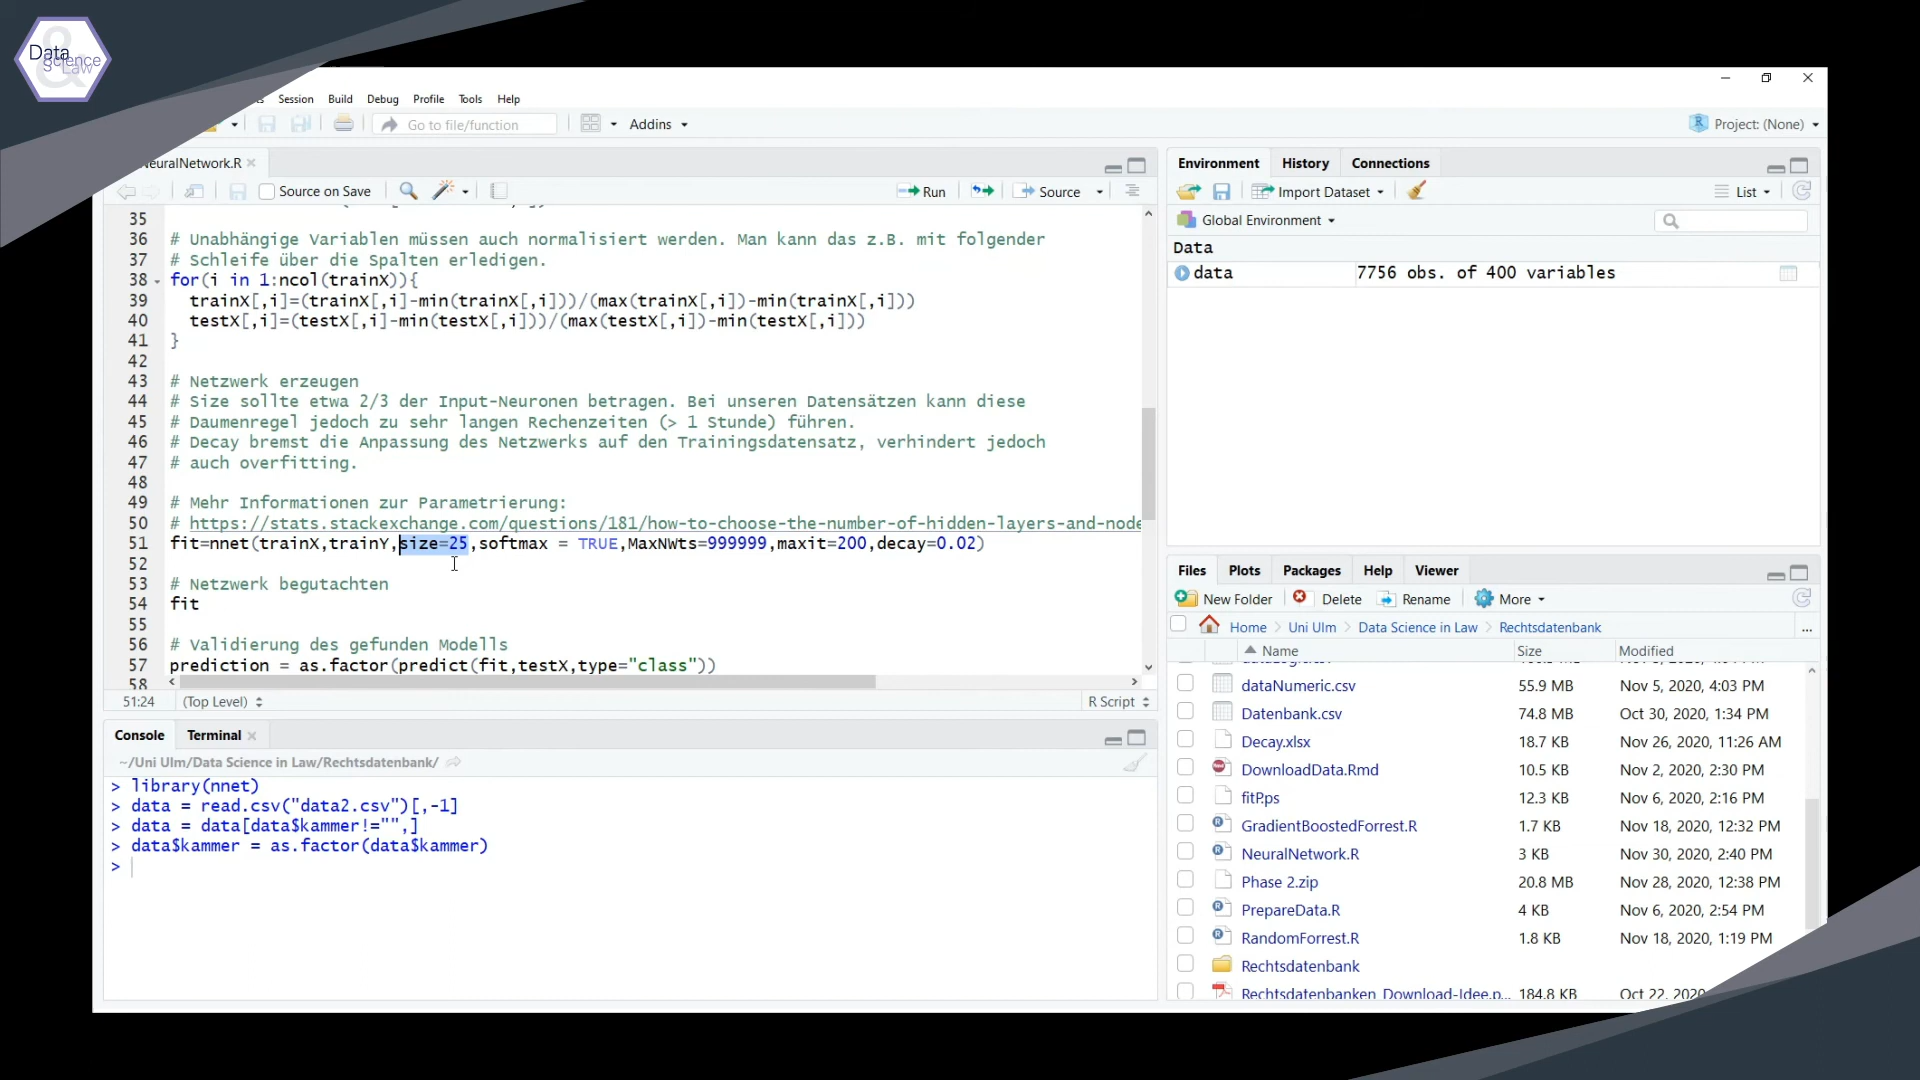 Data
Science
Law
&
Session Build Debug Profile Tools Help
Go to file/function
Addins
Project: (None)
NeuralNetwork.R
Source on Save
Run
Source
35
36 # Unabhängige Variablen müssen auch normalisiert werden. Man kann das z.B. mit folgender
37 # Schleife über die Spalten erledigen.
38 for(i in 1:ncol(trainX)){
39 trainX[,i]=(trainX[,i]-min(trainX[,i]))/(max(trainX[,i])-min(trainX[,i]))
40 testX[,i]=(testX[,i]-min(testX[,i]))/(max(testX[,i])-min(testX[,i]))
41 }
42
43 # Netzwerk erzeugen
44 # Size sollte etwa 2/3 der Input-Neuronen betragen. Bei unseren Datensätzen kann diese
45 # Daumenregel jedoch zu sehr langen Rechenzeiten (> 1 Stunde) führen.
46 # Decay bremst die Anpassung des Netzwerks auf den Trainingsdatensatz, verhindert jedoch
47 # auch overfitting.
48
49 # Mehr Informationen zur Parametrierung:
50 # https://stats.stackexchange.com/questions/181/how-to-choose-the-number-of-hidden-layers-and-node
51 fit=nnet(trainX,trainY,size=25,softmax = TRUE,MaxNWts=999999,maxit=200,decay=0.02)
52
53 # Netzwerk begutachten
54 fit
55
56 # Validierung des gefunden Modells
57 prediction = as.factor(predict(fit,testX,type="class"))
58
51:24 (Top Level) R Script
Console Terminal
~/Uni Ulm/Data Science in Law/Rechtsdatenbank/
> library(nnet)
> data = read.csv("data2.csv")[,-1]
> data = data[data$kammer!="",]
> data$kammer = as.factor(data$kammer)
>
Environment History Connections
Import Dataset
List
Global Environment
Data
data 7756 obs. of 400 variables
Files Plots Packages Help Viewer
New Folder Delete Rename More
Home Uni Ulm Data Science in Law Rechtsdatenbank ...
Name Size Modified
dataNumeric.csv 55.9 MB Nov 5, 2020, 4:03 PM
Datenbank.csv 74.8 MB Oct 30, 2020, 1:34 PM
Decay.xlsx 18.7 KB Nov 26, 2020, 11:26 AM
DownloadData.Rmd 10.5 KB Nov 2, 2020, 2:30 PM
fitP.ps 12.3 KB Nov 6, 2020, 2:16 PM
GradientBoostedForrest.R 1.7 KB Nov 18, 2020, 12:32 PM
NeuralNetwork.R 3 KB Nov 30, 2020, 2:40 PM
Phase 2.zip 20.8 MB Nov 28, 2020, 12:38 PM
PrepareData.R 4 KB Nov 6, 2020, 2:54 PM
RandomForrest.R 1.8 KB Nov 18, 2020, 1:19 PM
Rechtsdatenbank
Rechtsdatenbanken_Download-Idee.p... 184.8 KB Oct 22, 2020